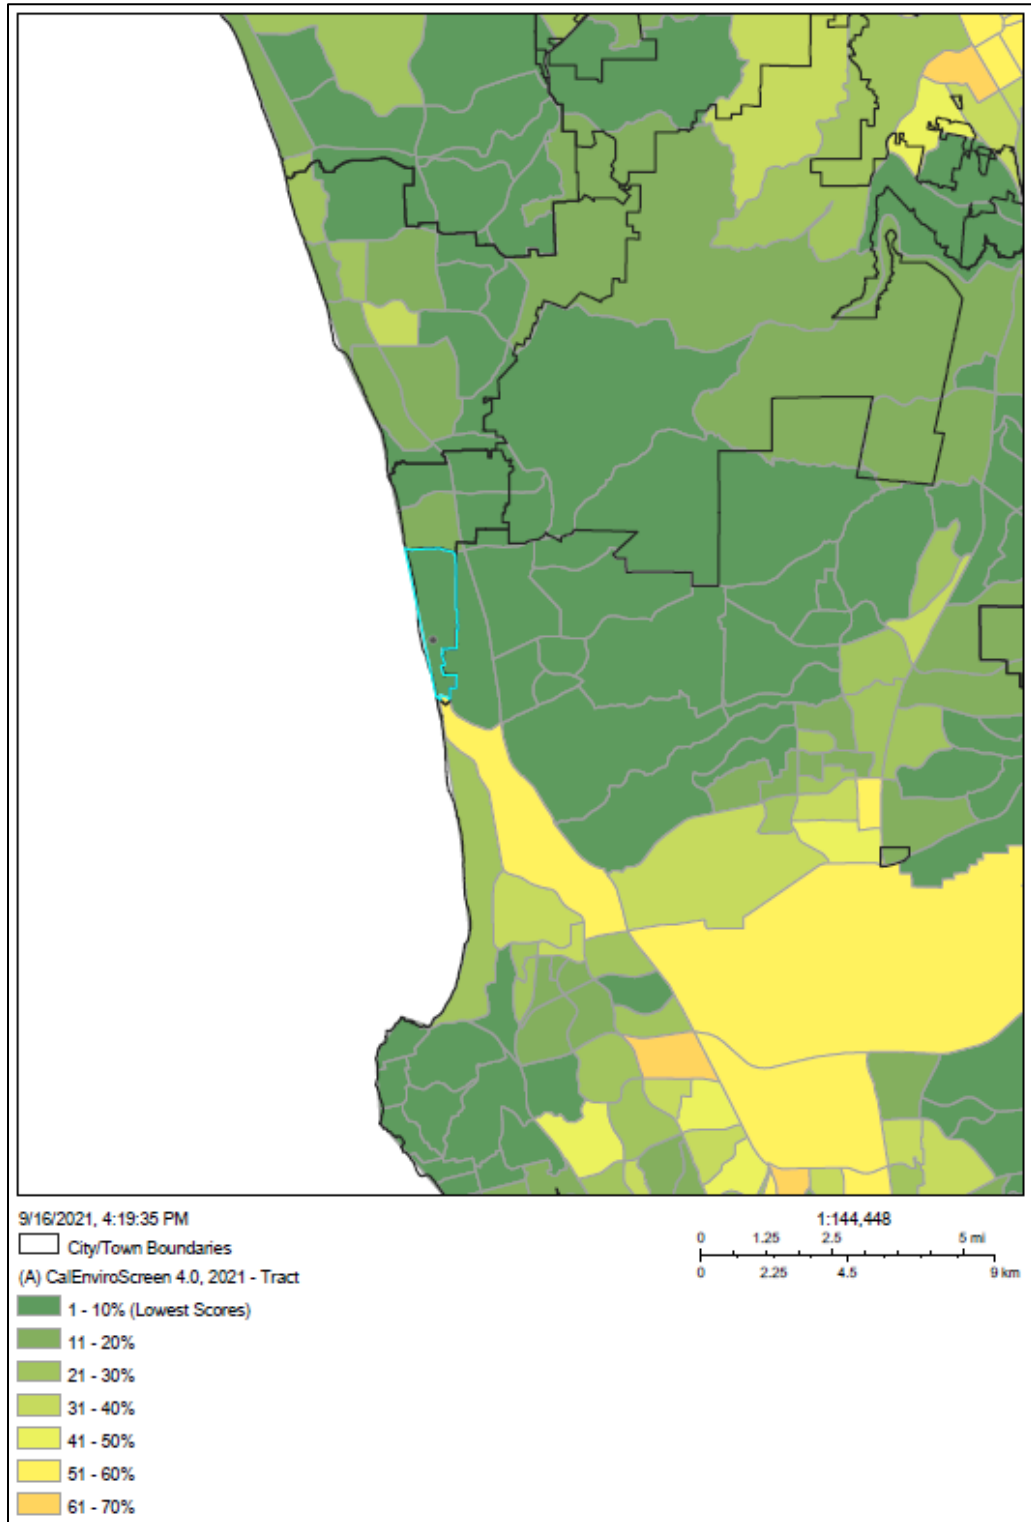 9/16/2021, 4:19:35 PM
City/Town Boundaries
(A) CalEnviroScreen 4.0, 2021 - Tract
1 - 10% (Lowest Scores)
11 - 20%
21 - 30%
31 - 40%
41 - 50%
51 - 60%
61 - 70%
1:144,448
0 1.25 2.5 5 mi
0 2.25 4.5 9 km